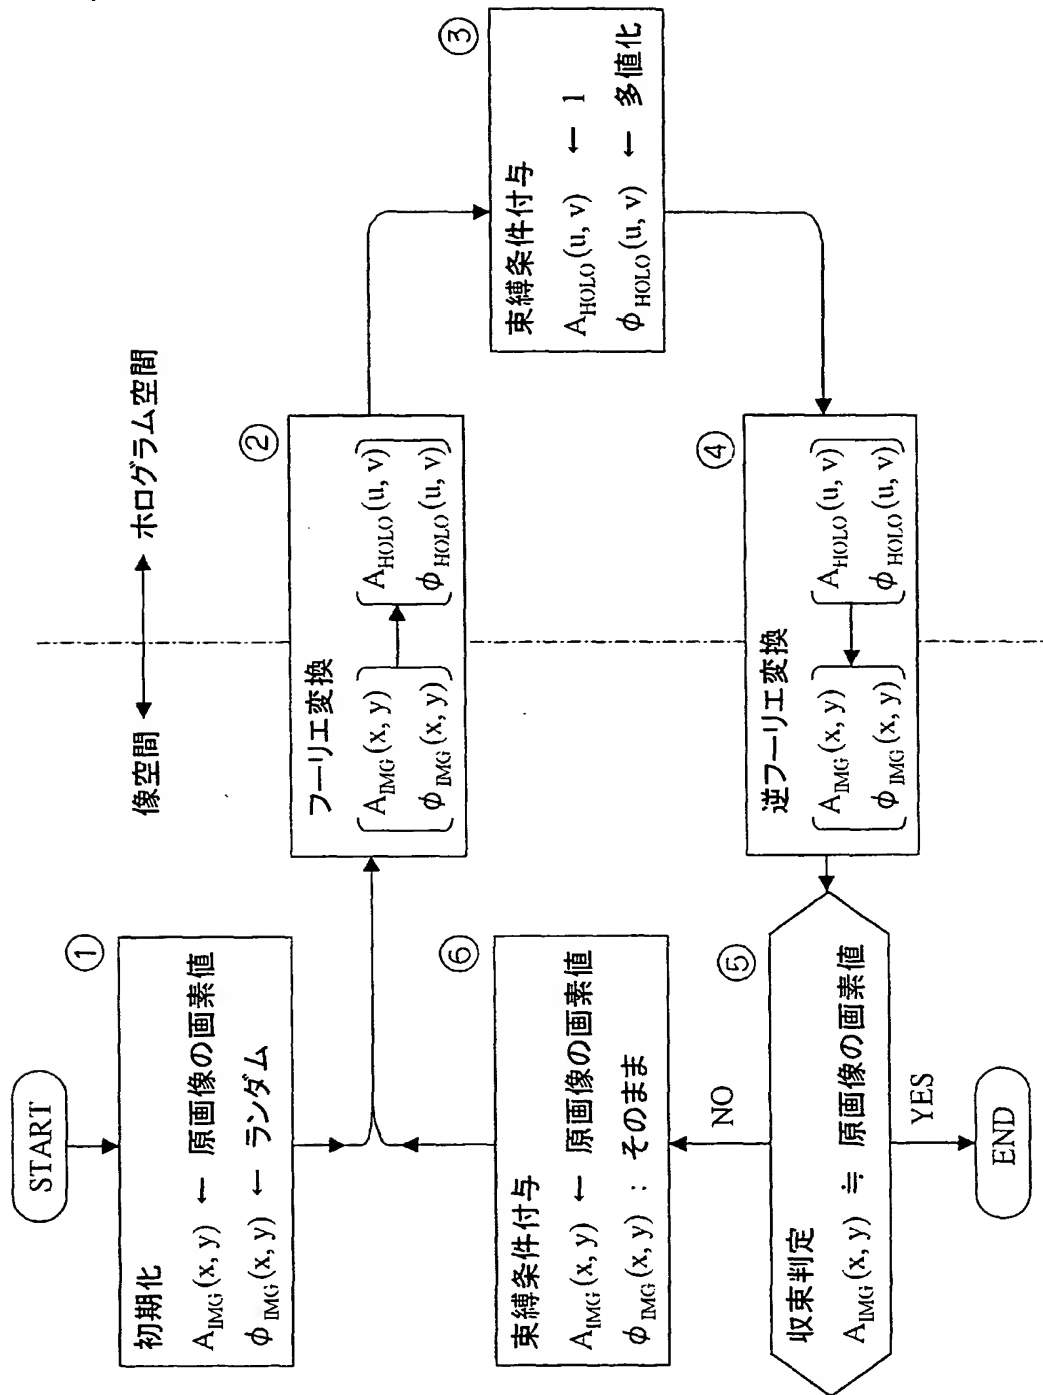 像空間 ホログラム空間
START
①
初期化
A_IMG(x, y) ← 原画像の画素値
ϕ_IMG(x, y) ← ランダム
②
フーリエ変換
A_IMG(x, y) A_HOLO(u, v)
ϕ_IMG(x, y) ϕ_HOLO(u, v)
③
束縛条件付与
A_HOLO(u, v) ← 1
ϕ_HOLO(u, v) ← 多値化
④
逆フーリエ変換
A_IMG(x, y) A_HOLO(u, v)
ϕ_IMG(x, y) ϕ_HOLO(u, v)
⑤
収束判定
A_IMG(x, y) ≒ 原画像の画素値
NO
YES
⑥
束縛条件付与
A_IMG(x, y) ← 原画像の画素値
ϕ_IMG(x, y) : そのまま
END